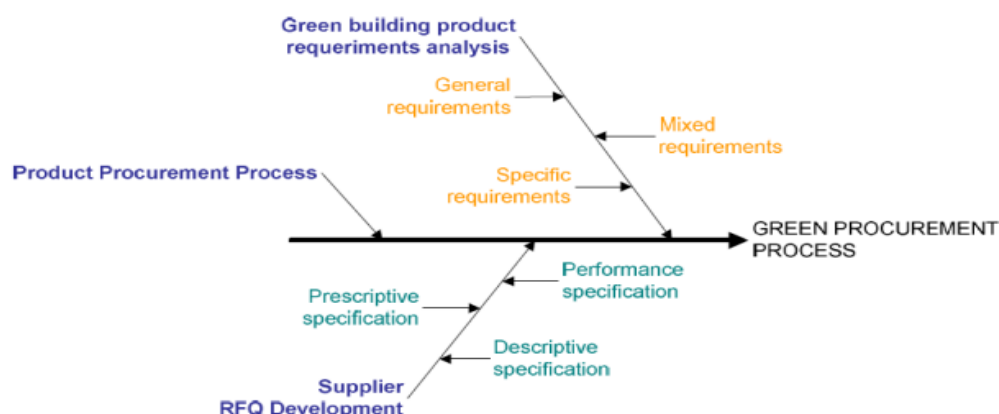 Green building product
requeriments analysis
General
requirements
Mixed
requirements
Product Procurement Process
Specific
requirements
GREEN PROCUREMENT
PROCESS
Performance
specification
Prescriptive
specification
Descriptive
specification
Supplier
RFQ Development